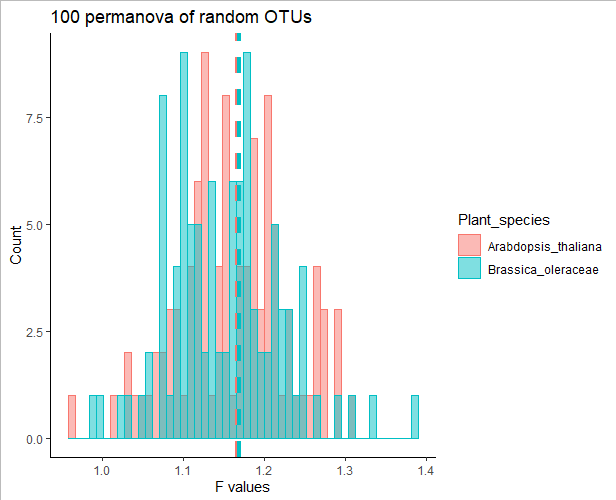 100 permanova of random OTUs
7.5
5.0
2.5
0.0
Count
1.0 1.1 1.2 1.3 1.4
F values
Plant_species
Arabdopsis_thaliana
Brassica_oleraceae